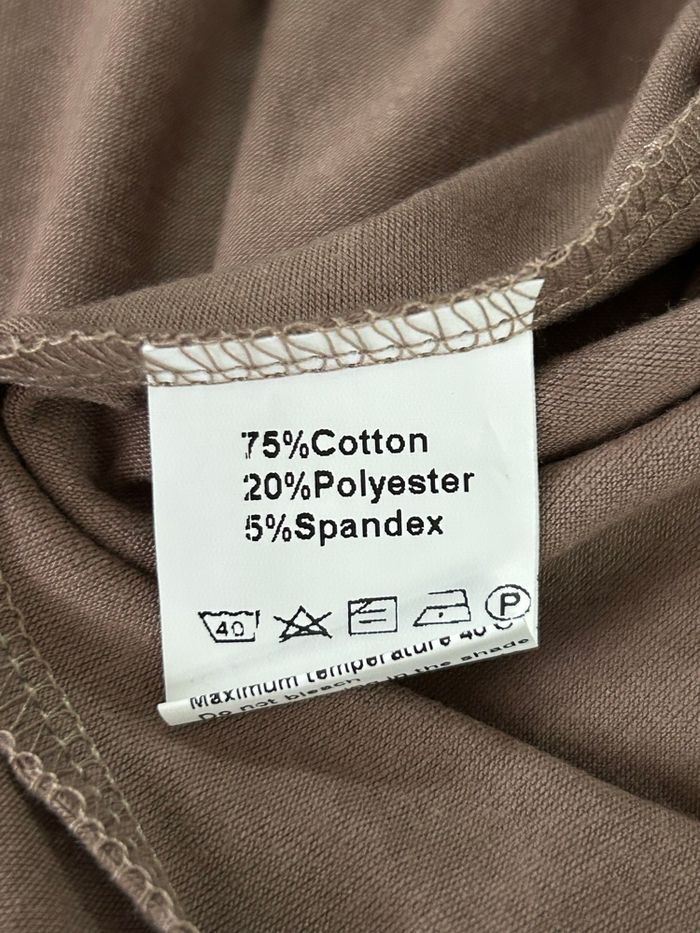 75%Cotton
20%Polyester
5%Spandex
40 P
Maximum temperature 40
Do not bleach
in the shade